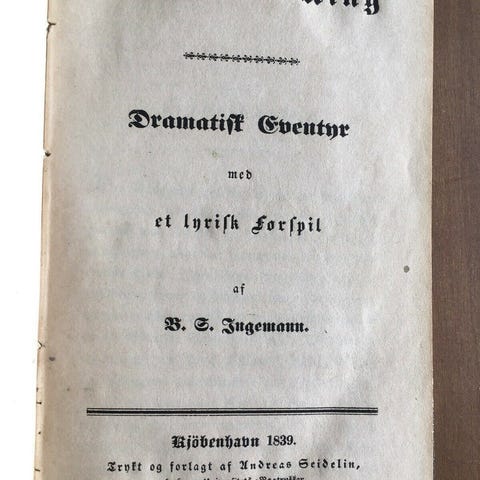 Dramatisk Eventyr
med
et lyrisk Forspil
af
B. S. Ingemann.
Kjöbenhavn 1839.
Trykt og forlagt af Andreas Seidelin,